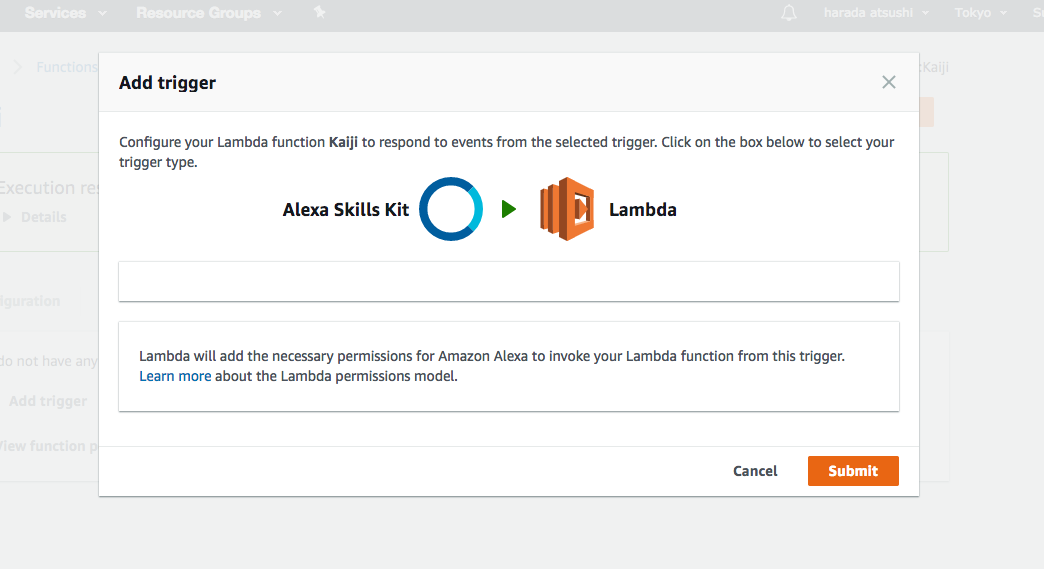 Services
Resource Groups
harada atsushi
Tokyo
Functions
:Kaiji
Add trigger
Configure your Lambda function Kaiji to respond to events from the selected trigger. Click on the box below to select your
trigger type.
Execution res
Details
Alexa Skills Kit
Lambda
iguration
Lambda will add the necessary permissions for Amazon Alexa to invoke your Lambda function from this trigger.
do not have any
Learn more about the Lambda permissions model.
Add trigger
View function p
Cancel
Submit